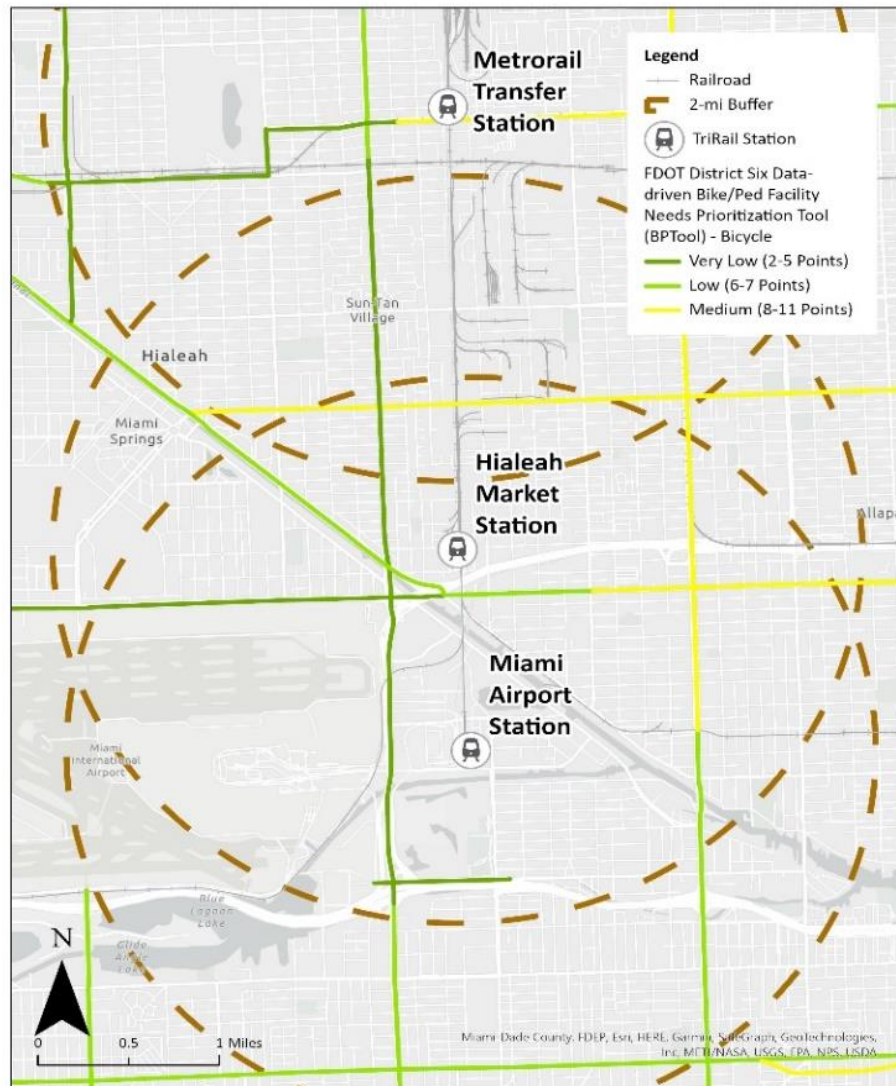 Metrorail
Transfer
Station
Legend
Railroad
2-mi Buffer
TriRail Station
FDOT District Six Data-
driven Bike/Ped Facility
Needs Prioritization Tool
(BPTool) - Bicycle
Very Low (2-5 Points)
Low (6-7 Points)
Medium (8-11 Points)
Sun-Tan
Village
Hialeah
Miami
Springs
Hialeah
Market
Station
Allapa
Miami
Airport
Station
Miami
International
Airport
Blue
Lagoon
Lake
Lake
N
0 0.5 1 Miles
Miami-Dade County, FDEP, Esri, HERE, Garmin, SafeGraph, GeoTechnologies,
Inc, METI/NASA, USGS, EPA, NPS, USDA